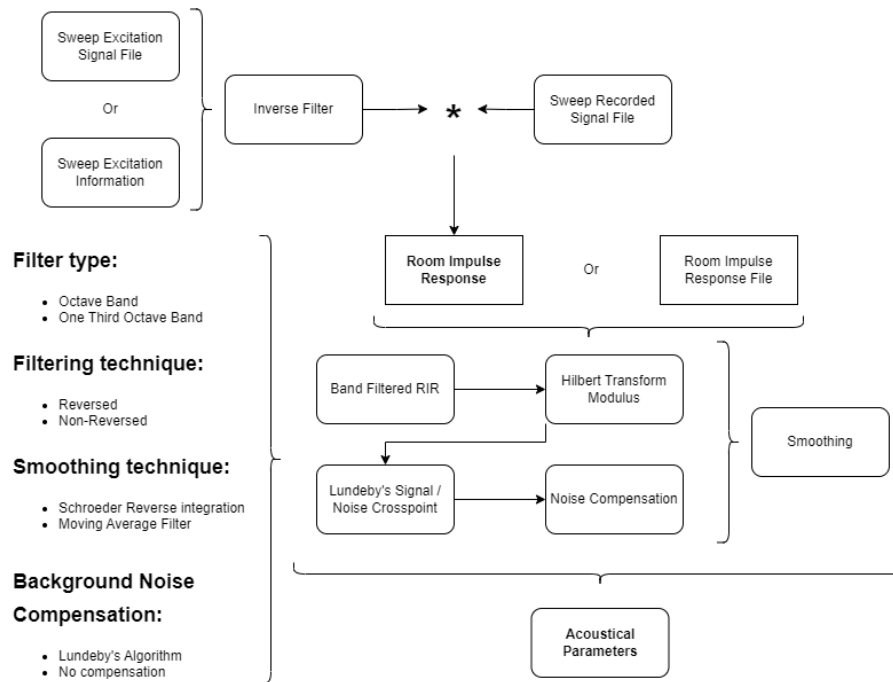 Sweep Excitation
Signal File
Or
Sweep Excitation
Information
Inverse Filter
*
Sweep Recorded
Signal File
Room Impulse
Response
Or
Room Impulse
Response File
Filter type:
• Octave Band
• One Third Octave Band
Filtering technique:
• Reversed
• Non-Reversed
Smoothing technique:
• Schroeder Reverse integration
• Moving Average Filter
Background Noise
Compensation:
• Lundeby's Algorithm
• No compensation
Band Filtered RIR
Hilbert Transform
Modulus
Lundeby's Signal /
Noise Crosspoint
Noise Compensation
Smoothing
Acoustical
Parameters